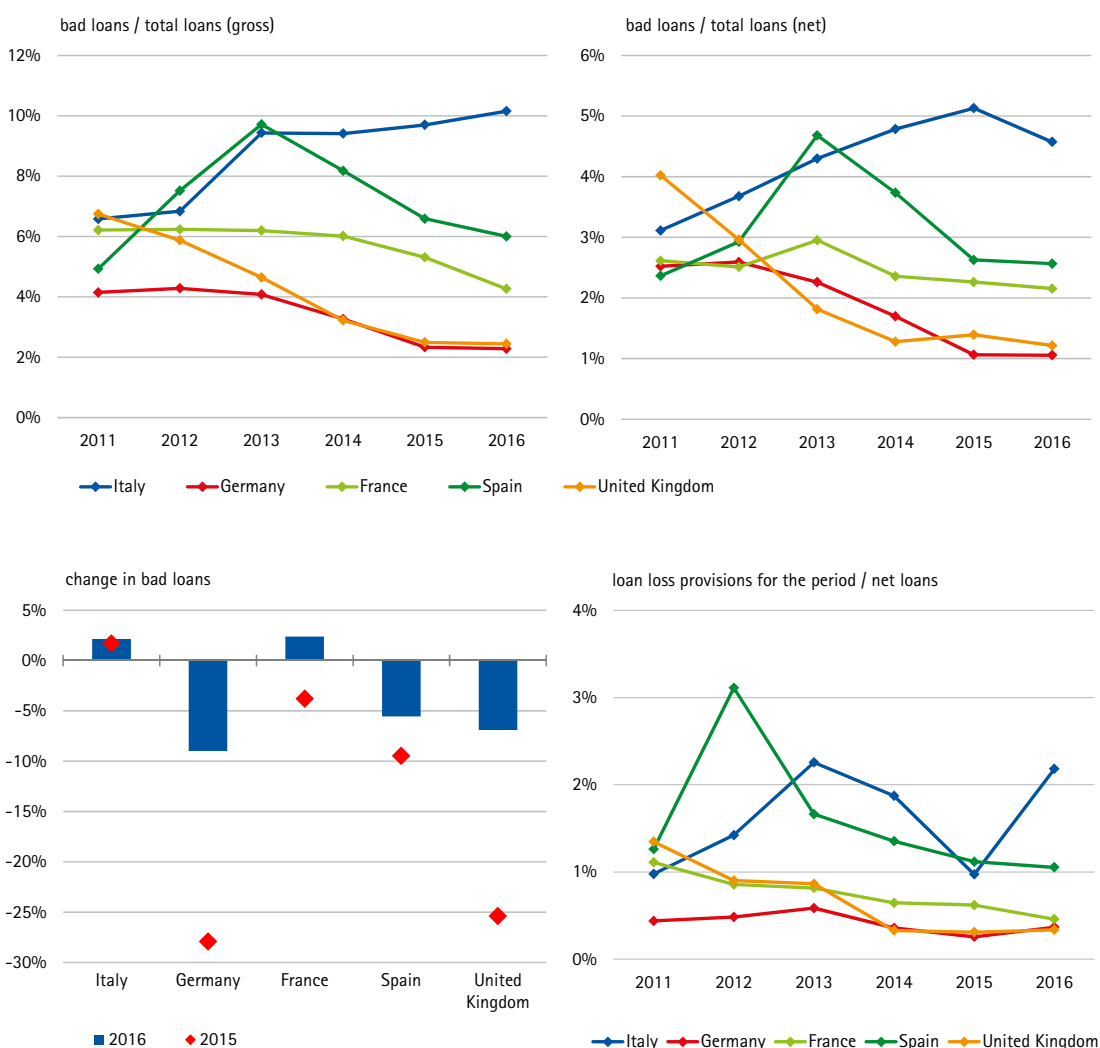 bad loans / total loans (gross)
12%
10%
8%
6%
4%
2%
0%
2011 2012 2013 2014 2015 2016
bad loans / total loans (net)
6%
5%
4%
3%
2%
1%
0%
2011 2012 2013 2014 2015 2016
Italy Germany France Spain United Kingdom
change in bad loans
5%
0%
-5%
-10%
-15%
-20%
-25%
-30%
Italy Germany France Spain United
Kingdom
2016 2015
loan loss provisions for the period / net loans
4%
3%
2%
1%
0%
2011 2012 2013 2014 2015 2016
Italy Germany France Spain United Kingdom